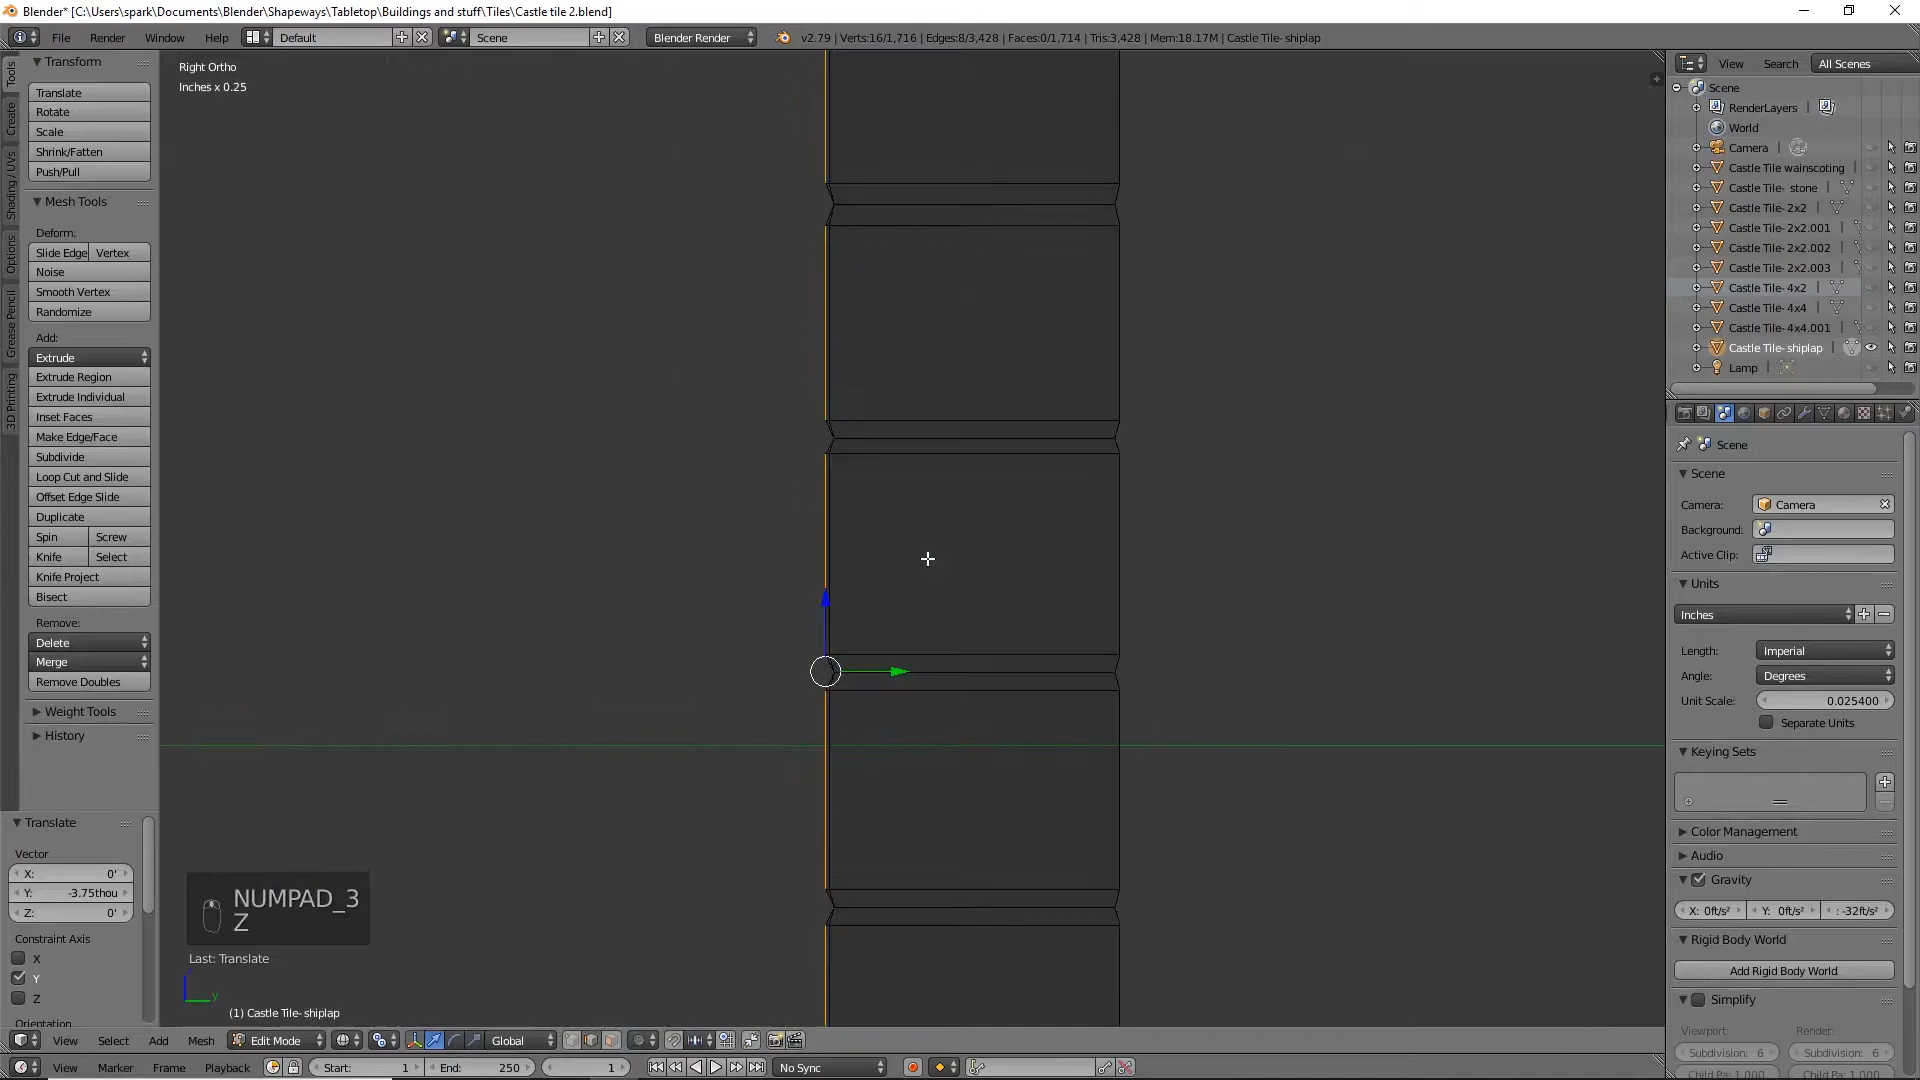 Blender* [C:\Users\spark\Documents\Blender\Shapeways\Tabletop\Buildings and stuff\Tiles\Castle tile 2.blend]
File Render Window Help Default Scene Blender Render v2.79 | Verts:16/1,716 | Edges:8/3,428 | Faces:0/1,714 | Tris:3,428 | Mem:18.17M | Castle Tile- shiplap
Tools
Create
Shading / UVs
Options
Grease Pencil
3D Printing
Transform
Translate
Rotate
Scale
Shrink/Fatten
Push/Pull
Mesh Tools
Deform:
Slide Edge Vertex
Noise
Smooth Vertex
Randomize
Add:
Extrude
Extrude Region
Extrude Individual
Inset Faces
Make Edge/Face
Subdivide
Loop Cut and Slide
Offset Edge Slide
Duplicate
Spin Screw
Knife Select
Knife Project
Bisect
Remove:
Delete
Merge
Remove Doubles
Weight Tools
History
Translate
Vector
X: 0'
Y: -3.75thou
Z: 0'
Constraint Axis
X
Y
Z
Orientation
Right Ortho
Inches x 0.25
NUMPAD_3
Z
Last: Translate
y
(1) Castle Tile- shiplap
View Select Add Mesh Edit Mode Global
View Marker Frame Playback Start: 1 End: 250 1 No Sync
View Search All Scenes
Scene
RenderLayers |
World
Camera |
Castle Tile wainscoting
Castle Tile- stone |
Castle Tile- 2x2 |
Castle Tile- 2x2.001
Castle Tile- 2x2.002
Castle Tile- 2x2.003
Castle Tile- 4x2 |
Castle Tile- 4x4 |
Castle Tile- 4x4.001
Castle Tile- shiplap
Lamp |
Scene
Scene
Camera: Camera
Background:
Active Clip:
Units
Inches
Length: Imperial
Angle: Degrees
Unit Scale: 0.025400
Separate Units
Keying Sets
Color Management
Audio
Gravity
X: 0ft/s² Y: 0ft/s² : -32ft/s²
Rigid Body World
Add Rigid Body World
Simplify
Viewport: Render:
Subdivision: 6 Subdivision: 6
Child Pa: 1.000 Child Pa: 1.000